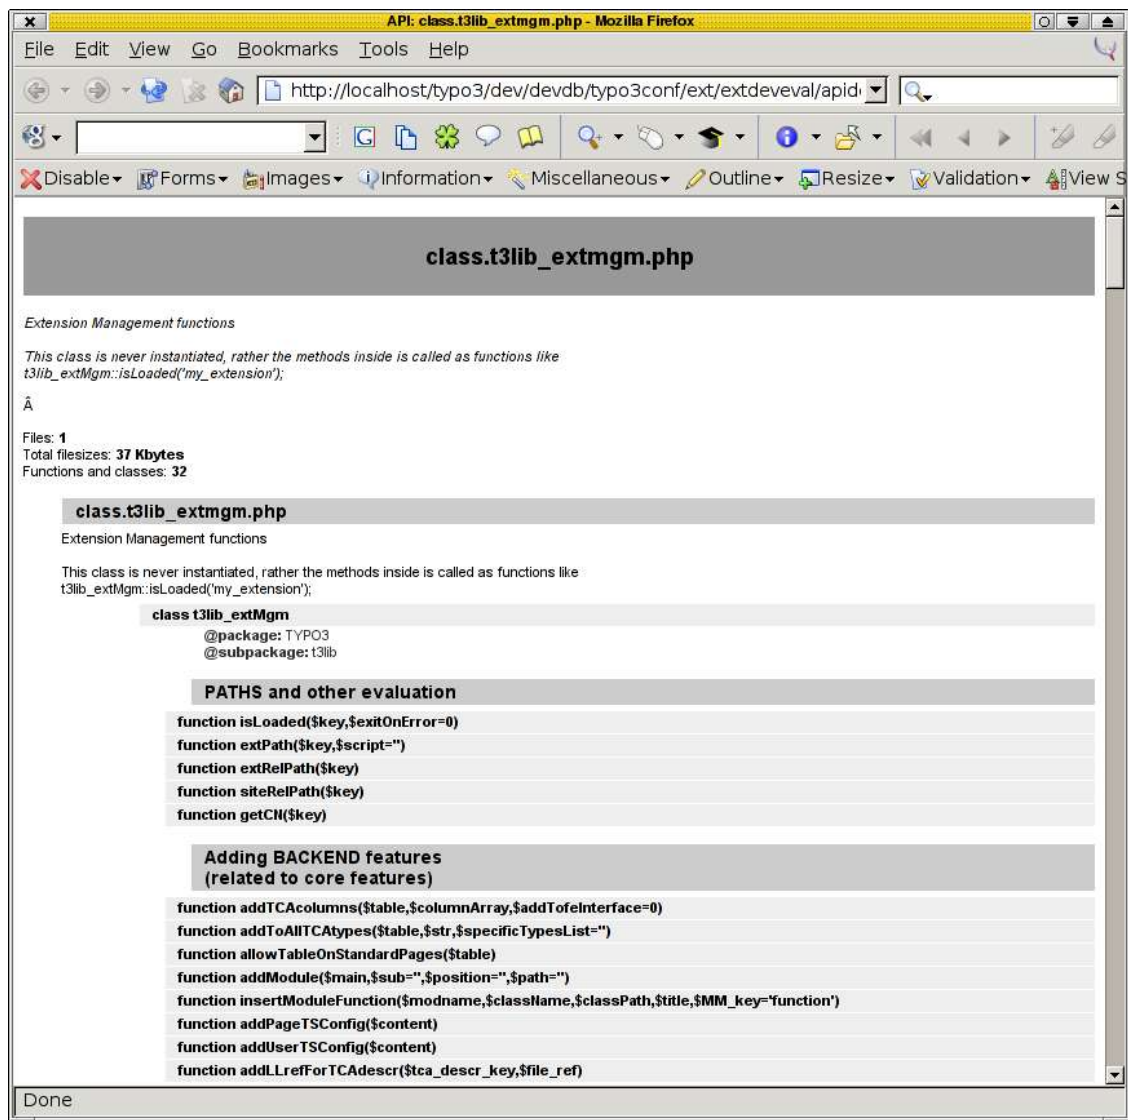 API: class.t3lib_extmgm.php - Mozilla Firefox
File Edit View Go Bookmarks Tools Help
http://localhost/typo3/dev/devdb/typo3conf/ext/extdeveval/apid
Disable Forms Images Information Miscellaneous Outline Resize Validation View S
class.t3lib_extmgm.php
Extension Management functions
This class is never instantiated, rather the methods inside is called as functions like
t3lib_extMgm::isLoaded('my_extension');
Â
Files: 1
Total filesizes: 37 Kbytes
Functions and classes: 32
class.t3lib_extmgm.php
Extension Management functions
This class is never instantiated, rather the methods inside is called as functions like
t3lib_extMgm::isLoaded('my_extension');
class t3lib_extMgm
@package: TYPO3
@subpackage: t3lib
PATHS and other evaluation
function isLoaded($key,$exitOnError=0)
function extPath($key,$script='')
function extRelPath($key)
function siteRelPath($key)
function getCN($key)
Adding BACKEND features
(related to core features)
function addTCAcolumns($table,$columnArray,$addTofeInterface=0)
function addToAllTCAtypes($table,$str,$specificTypesList='')
function allowTableOnStandardPages($table)
function addModule($main,$sub='',$position='',$path='')
function insertModuleFunction($modname,$className,$classPath,$title,$MM_key='function')
function addPageTSConfig($content)
function addUserTSConfig($content)
function addLLrefForTCAdescr($tca_descr_key,$file_ref)
Done